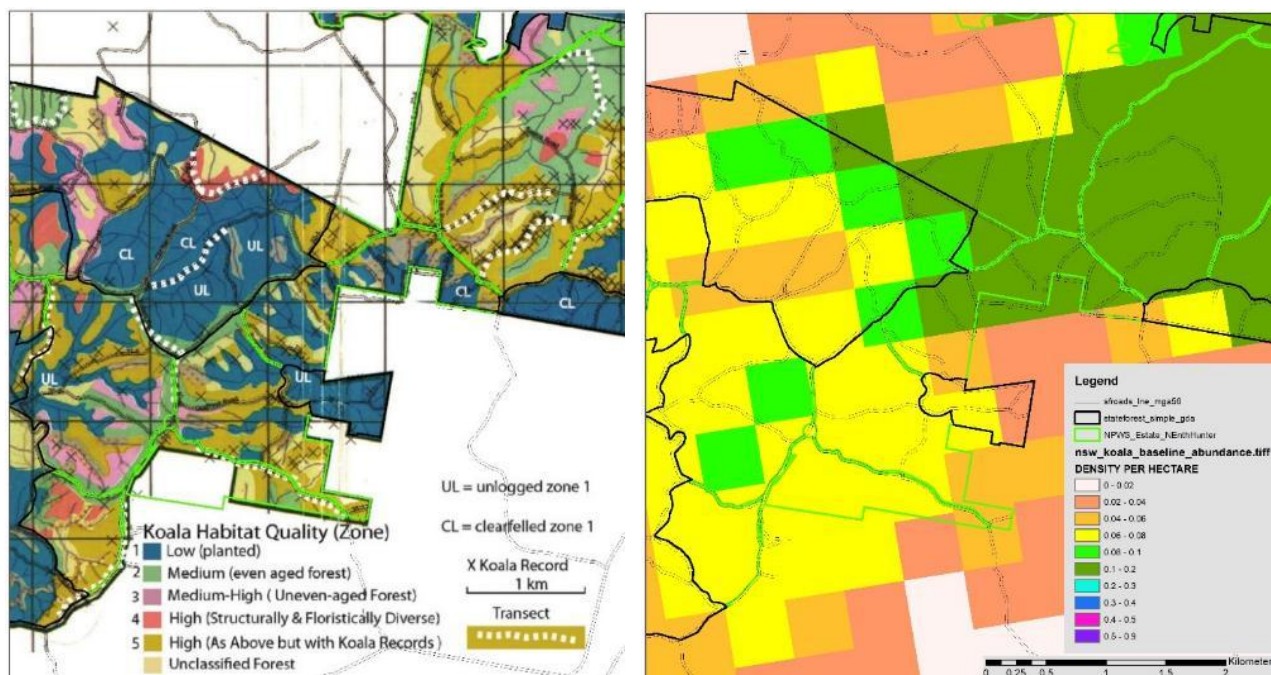 CL
CL
UL
UL
CL
CL
UL
UL
UL = unlogged zone 1
CL = clearfelled zone 1
Koala Habitat Quality (Zone)
1 Low (planted)
2 Medium (even aged forest)
3 Medium-High ( Uneven-aged Forest)
4 High (Structurally & Floristically Diverse)
5 High (As Above but with Koala Records )
Unclassified Forest
X Koala Record
1 km
Transect
Legend
sfroads_lne_mga56
stateforest_simple_gda
NPWS_Estate_NEnthHunter
nsw_koala_baseline_abundance.tiff
DENSITY PER HECTARE
0 - 0.02
0.02 - 0.04
0.04 - 0.06
0.06 - 0.08
0.08 - 0.1
0.1 - 0.2
0.2 - 0.3
0.3 - 0.4
0.4 - 0.5
0.5 - 0.9
0 0.25 0.5 1 1.5 2
Kilometer